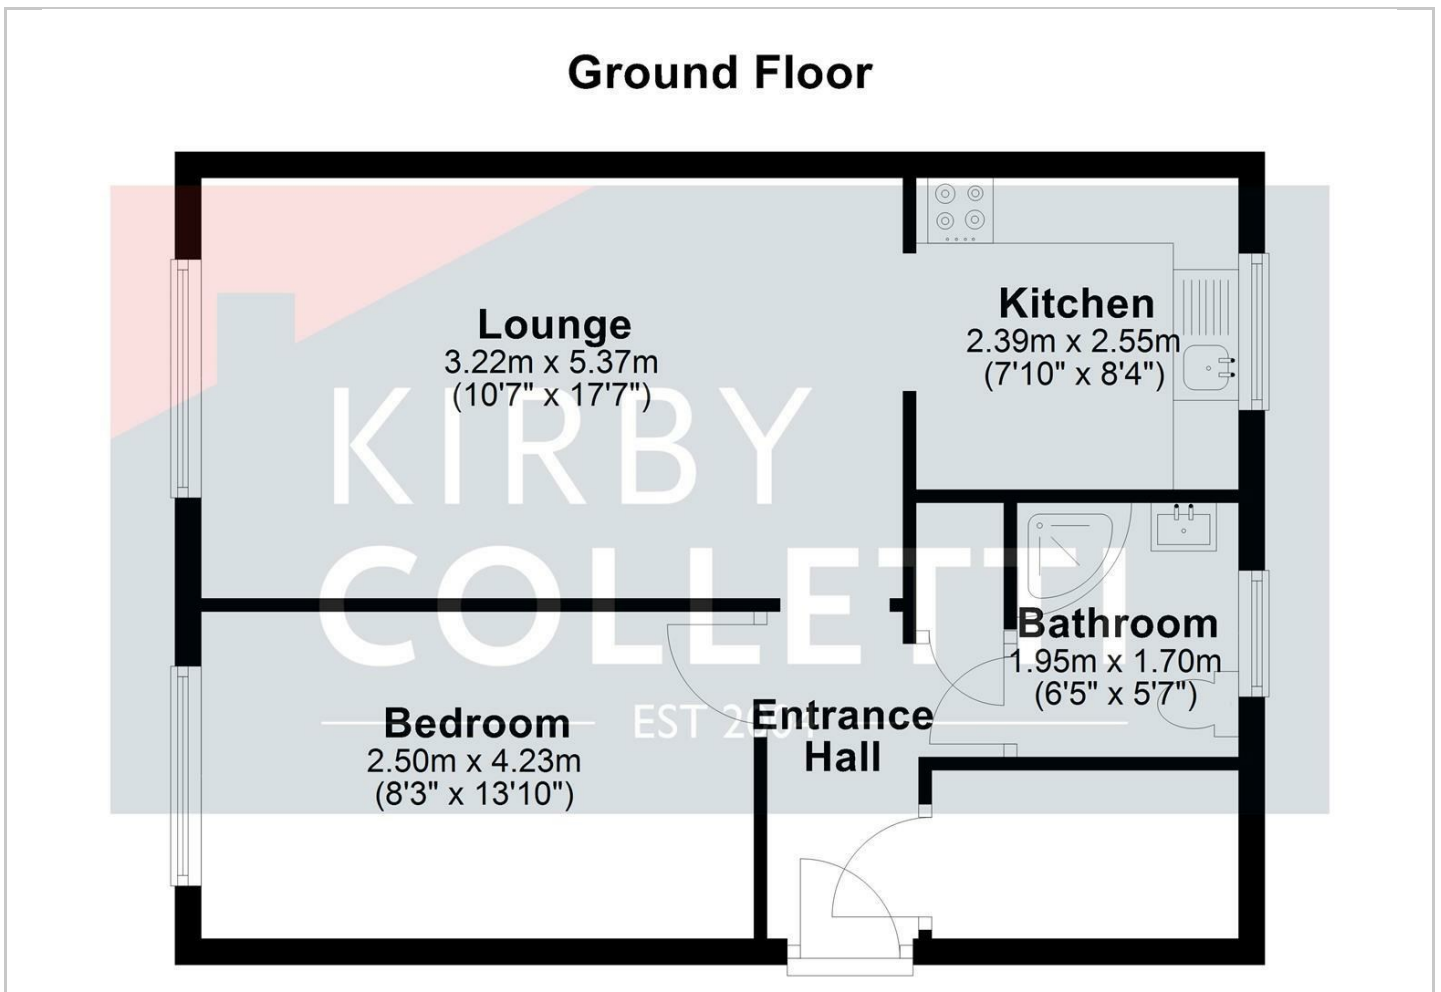 Ground Floor
Lounge
3.22m x 5.37m
(10'7" x 17'7")
Kitchen
2.39m x 2.55m
(7'10" x 8'4")
KIRBY
COLLETTI
EST 2001
Bathroom
1.95m x 1.70m
(6'5" x 5'7")
Bedroom
2.50m x 4.23m
(8'3" x 13'10")
Entrance
Hall